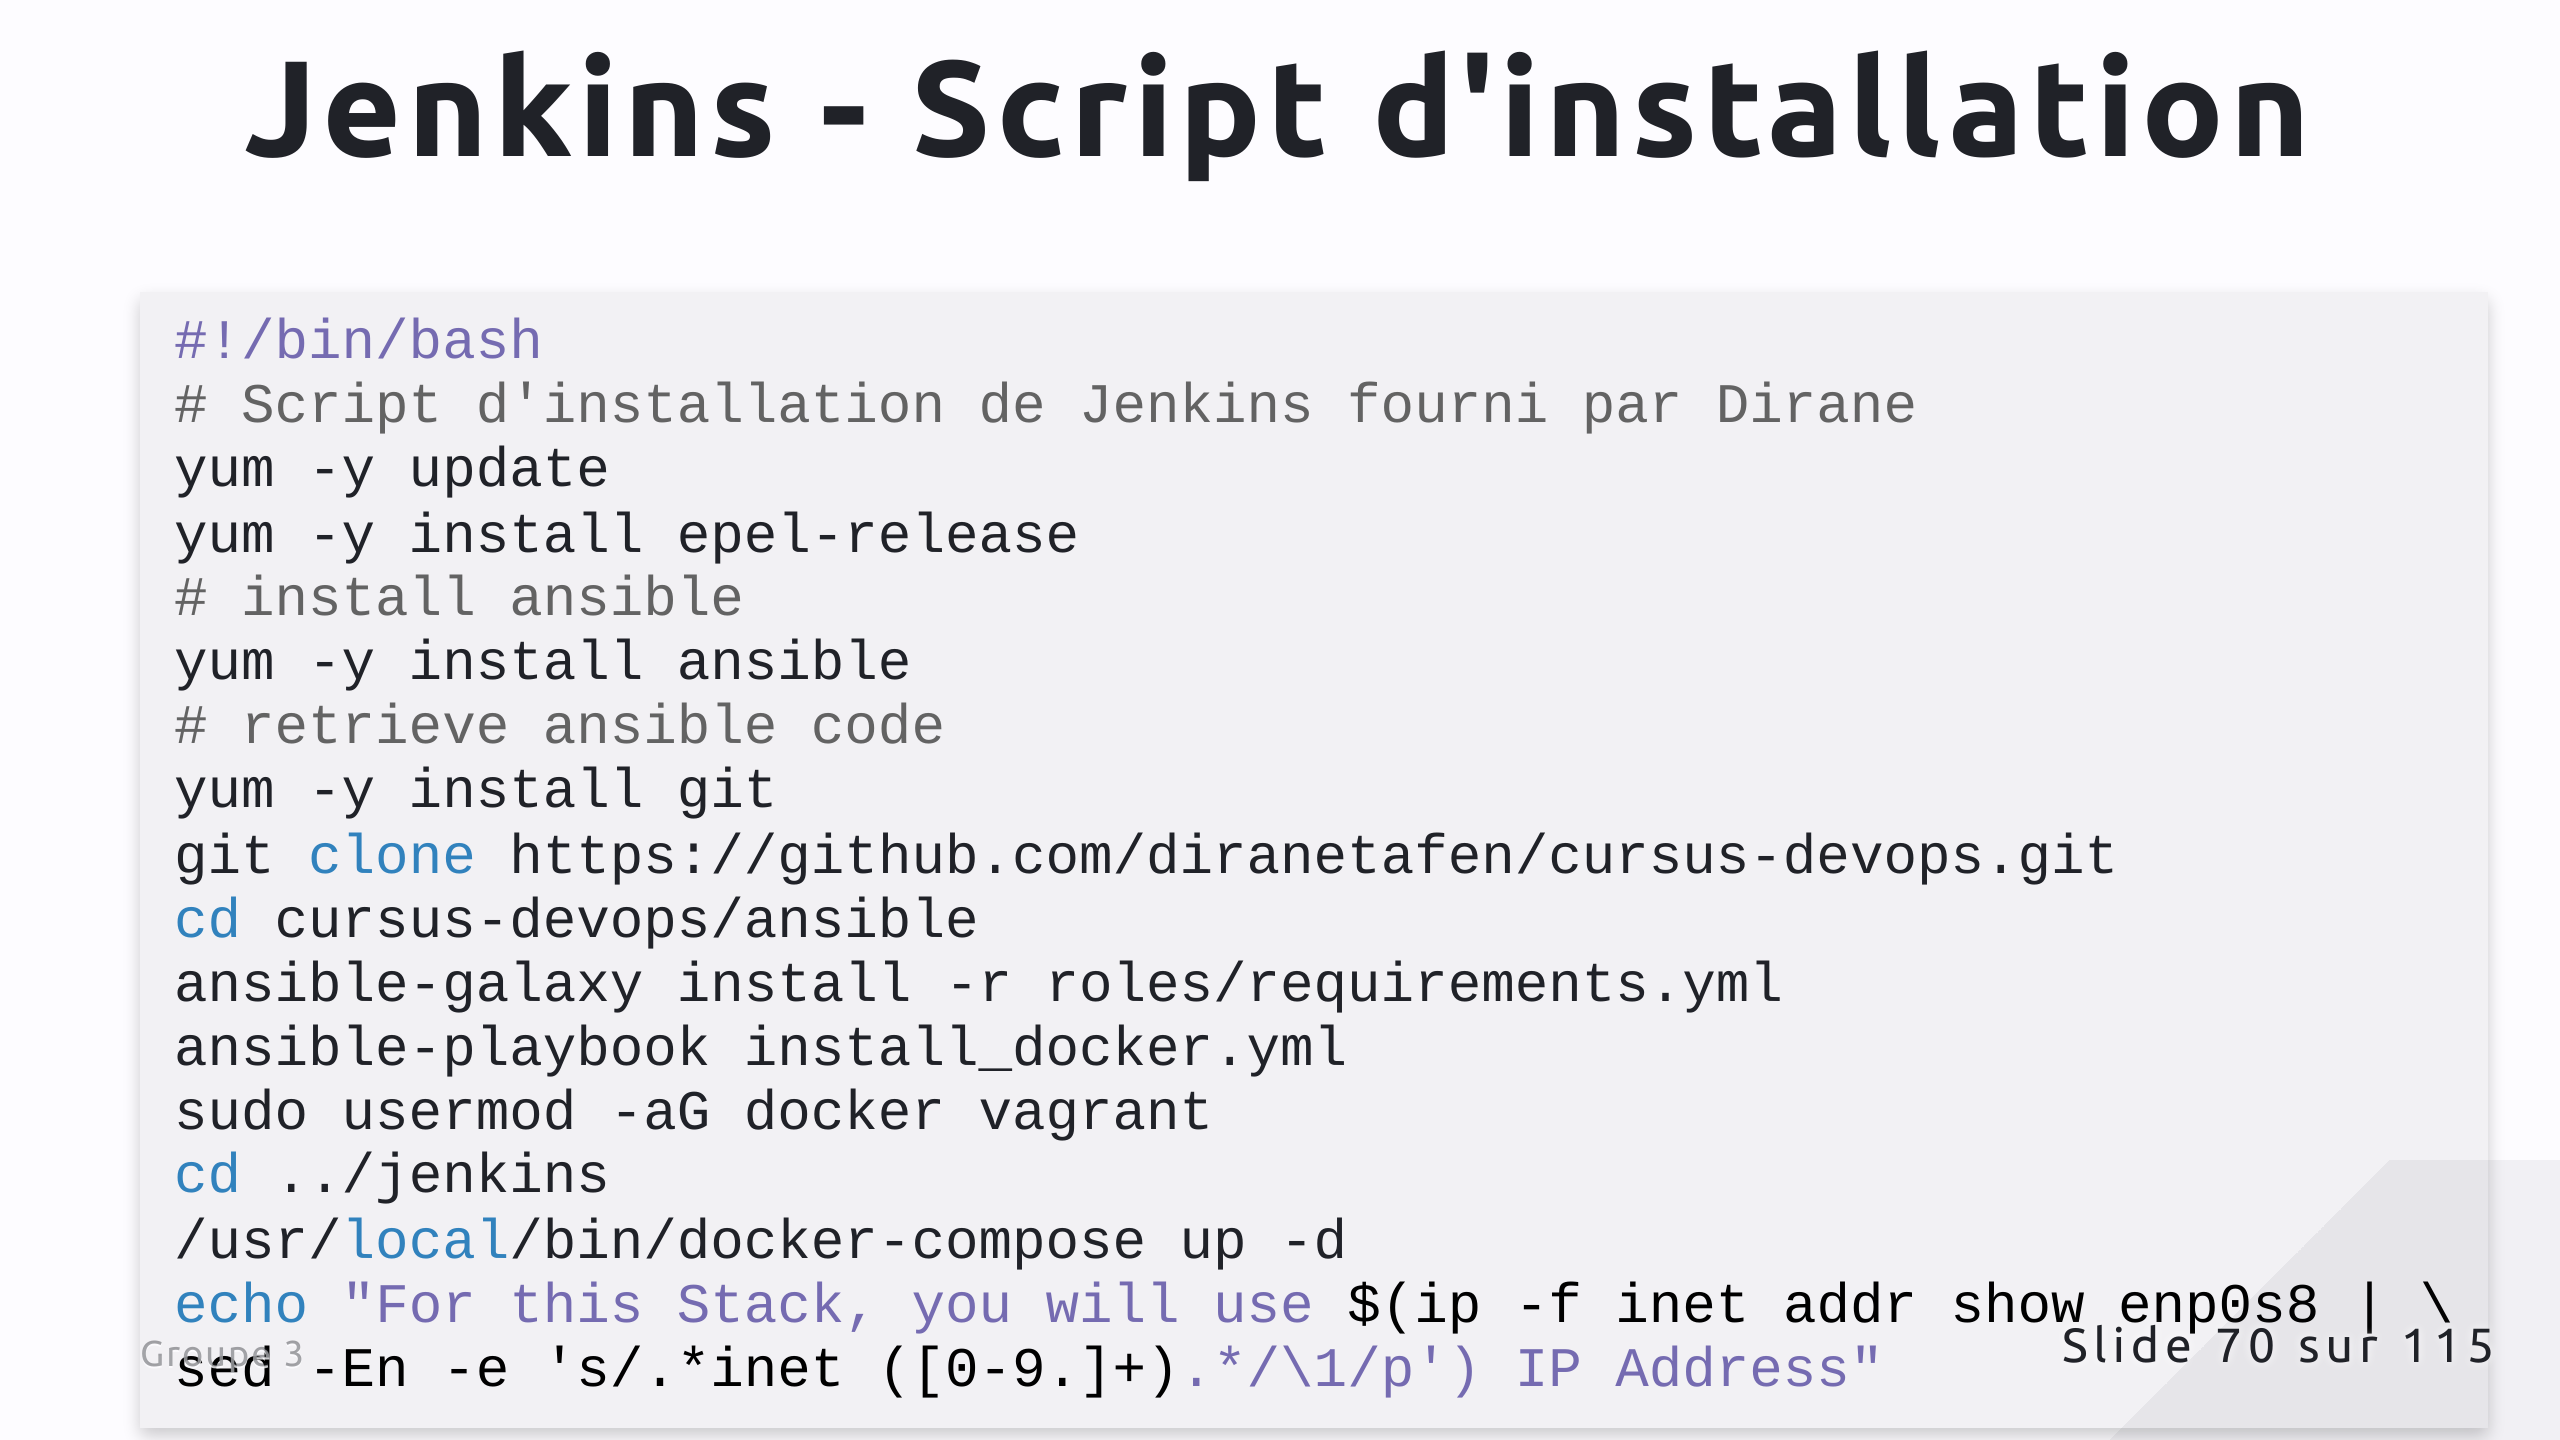 Jenkins - Script d'installation
#!/bin/bash
# Script d'installation de Jenkins fourni par Dirane
yum -y update
yum -y install epel-release
# install ansible
yum -y install ansible
# retrieve ansible code
yum -y install git
git clone https://github.com/diranetafen/cursus-devops.git
cd cursus-devops/ansible
ansible-galaxy install -r roles/requirements.yml
ansible-playbook install_docker.yml
sudo usermod -aG docker vagrant
cd ../jenkins
/usr/local/bin/docker-compose up -d
echo "For this Stack, you will use $(ip -f inet addr show enp0s8 | \
sed -En -e 's/.*inet ([0-9.]+).*/\1/p') IP Address"
Groupe 3
Slide 70 sur 115